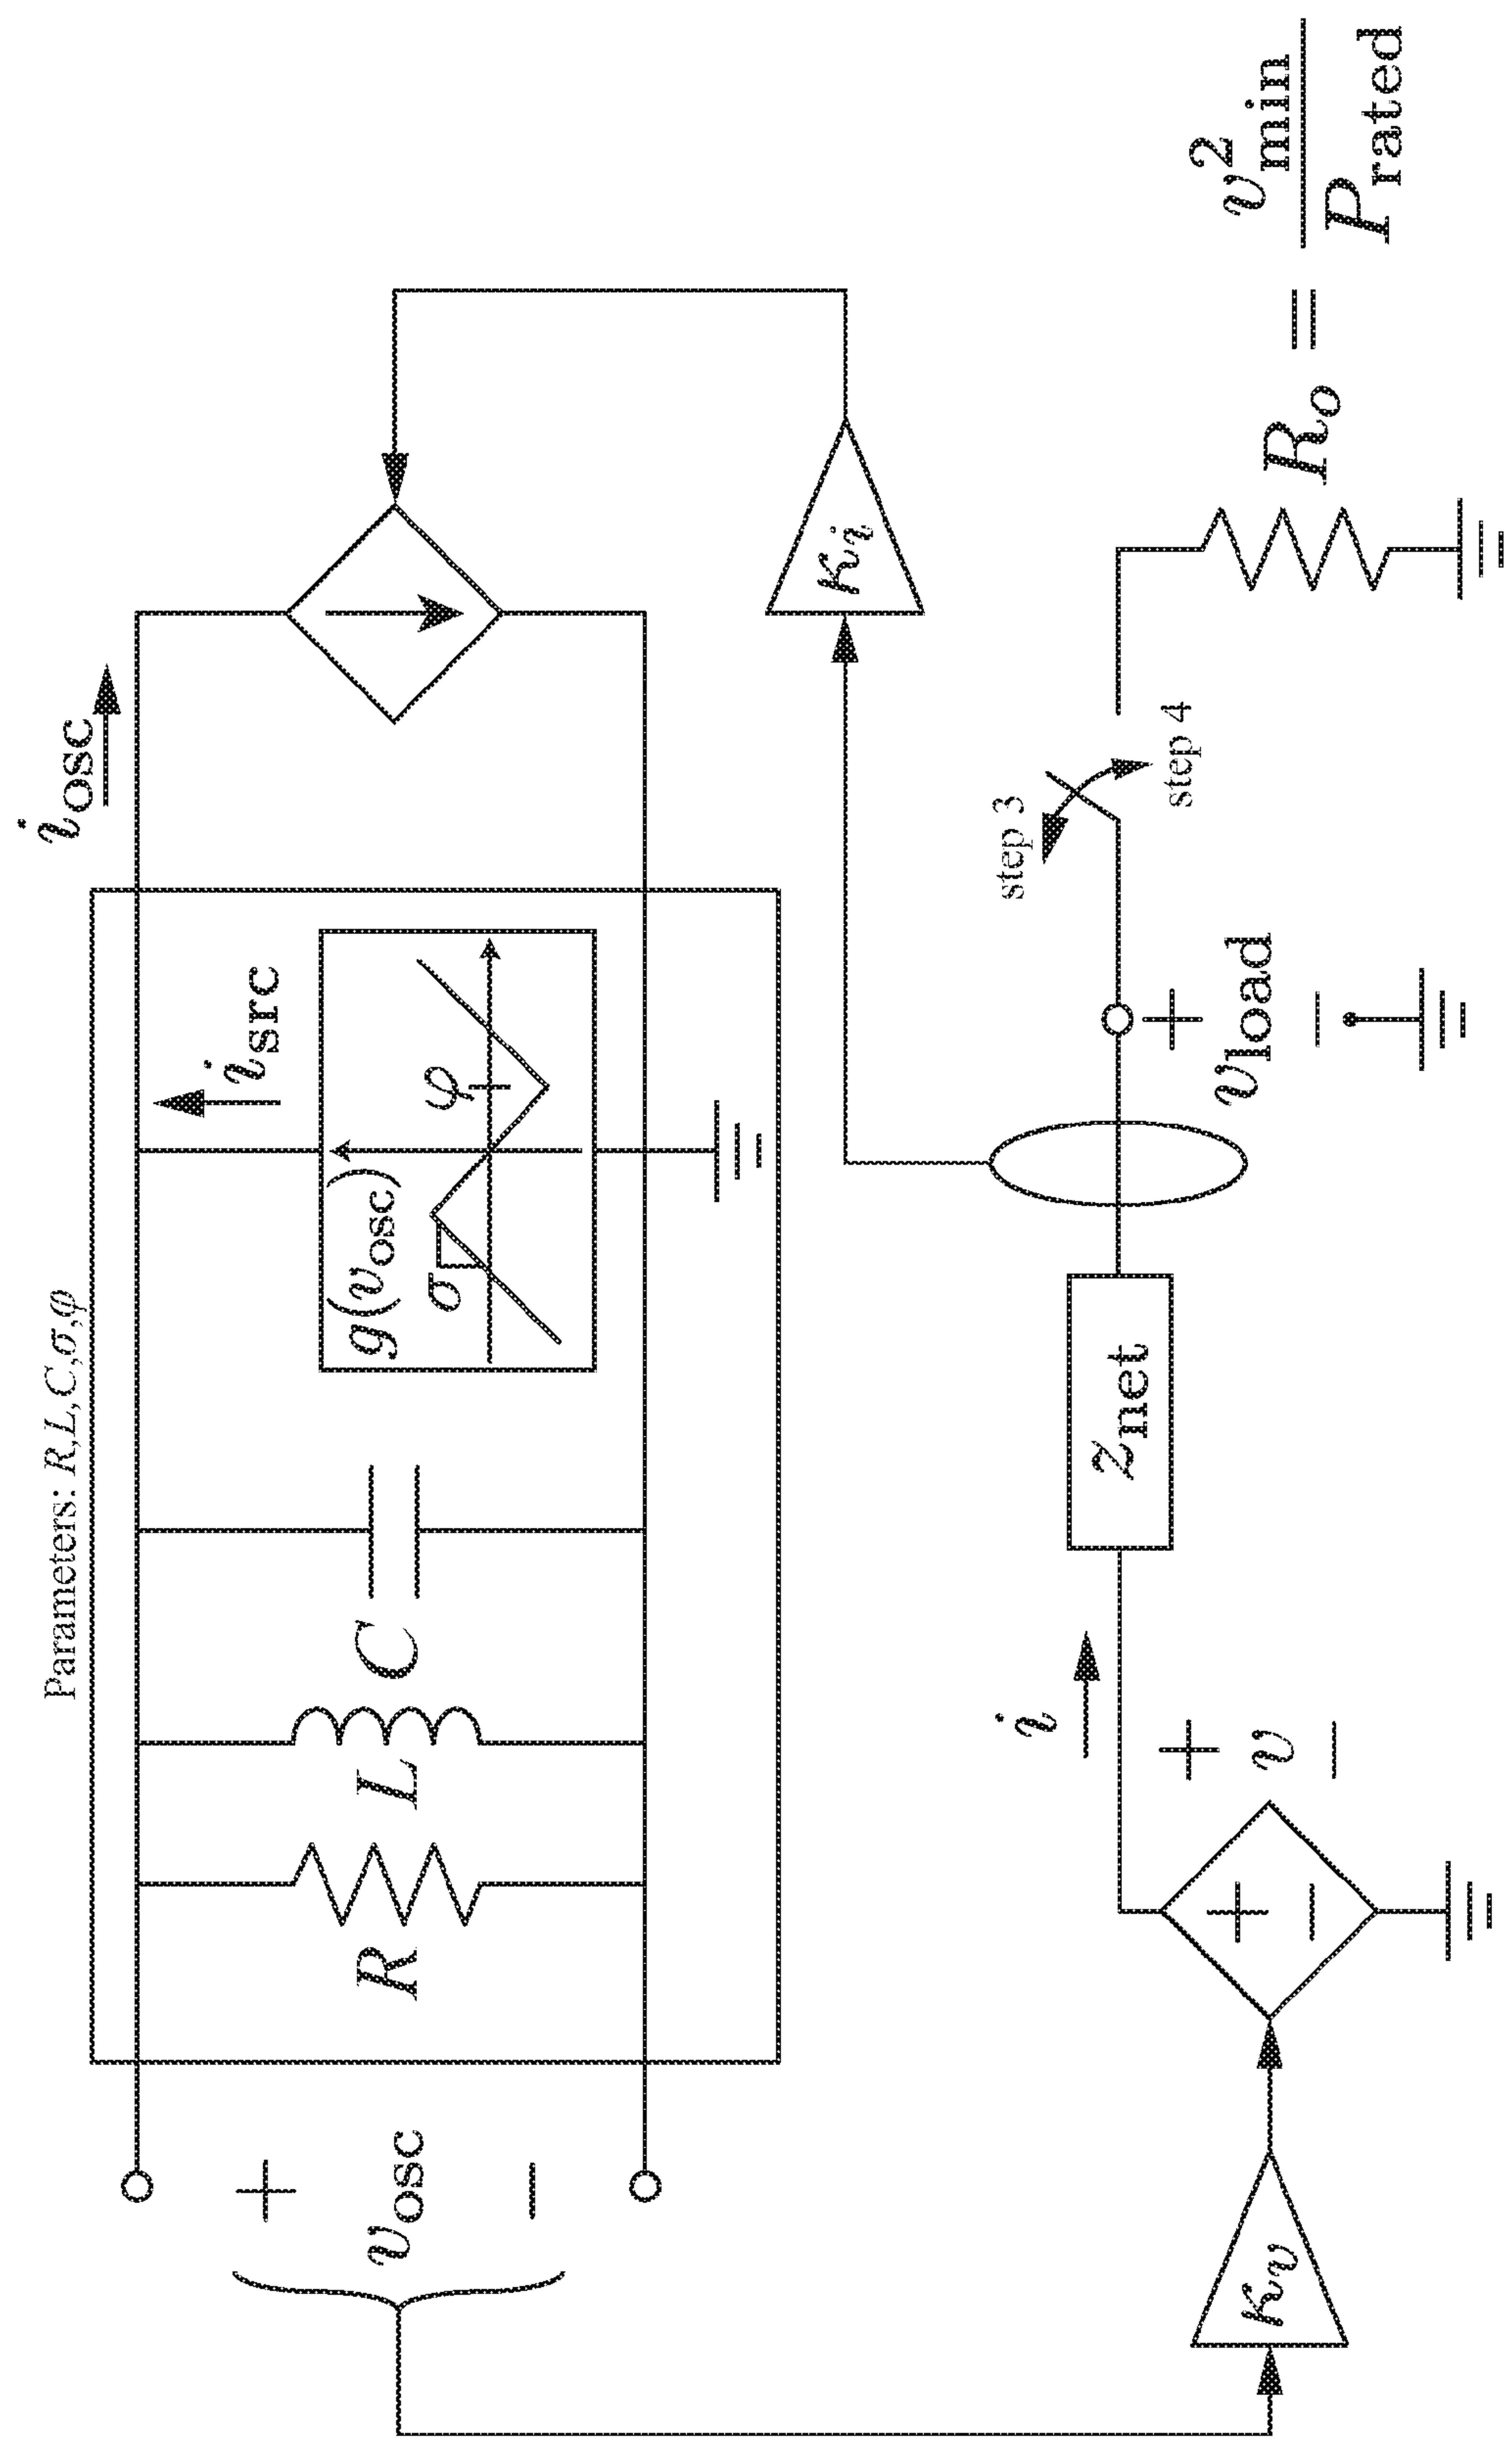 Parameters: R,L,C,σ,φ
i_osc
+
v_osc
−
R
L
C
g(v_osc)
σ
φ
i_src
κ_i
κ_v
+
−
+
v
−
i
z_net
+
v_load
−
step 3
step 4
R_o = v²_min / P_rated